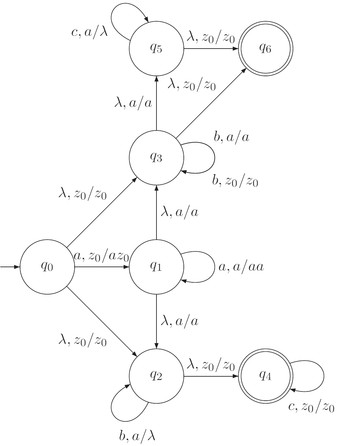 q₅
λ, z₀/z₀
q₆
c, a/λ
λ, z₀/z₀
λ, a/a
b, a/a
q₃
b, z₀/z₀
λ, z₀/z₀
λ, a/a
q₀
a, z₀/az₀
q₁
a, a/aa
λ, z₀/z₀
λ, a/a
q₂
λ, z₀/z₀
q₄
c, z₀/z₀
b, a/λ